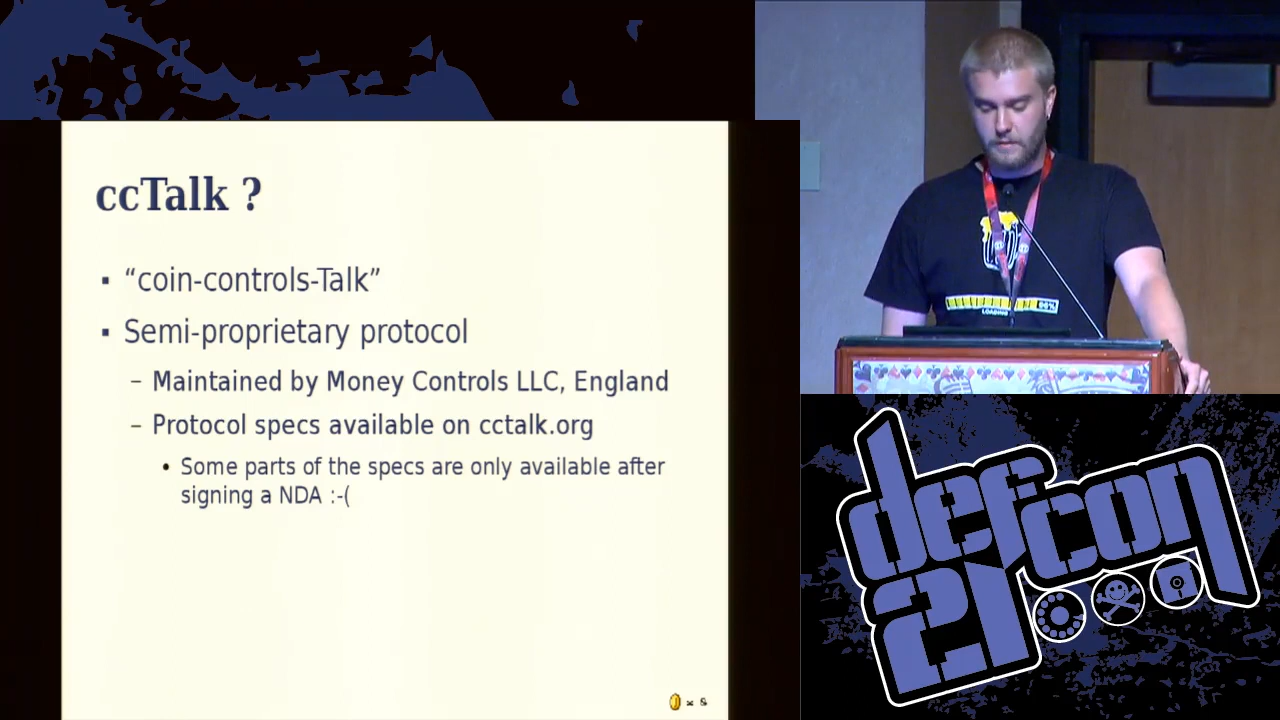 ccTalk ?
▪ “coin-controls-Talk”
▪ Semi-proprietary protocol
– Maintained by Money Controls LLC, England
– Protocol specs available on cctalk.org
• Some parts of the specs are only available after
signing a NDA :-(
LOADING
defcon
21